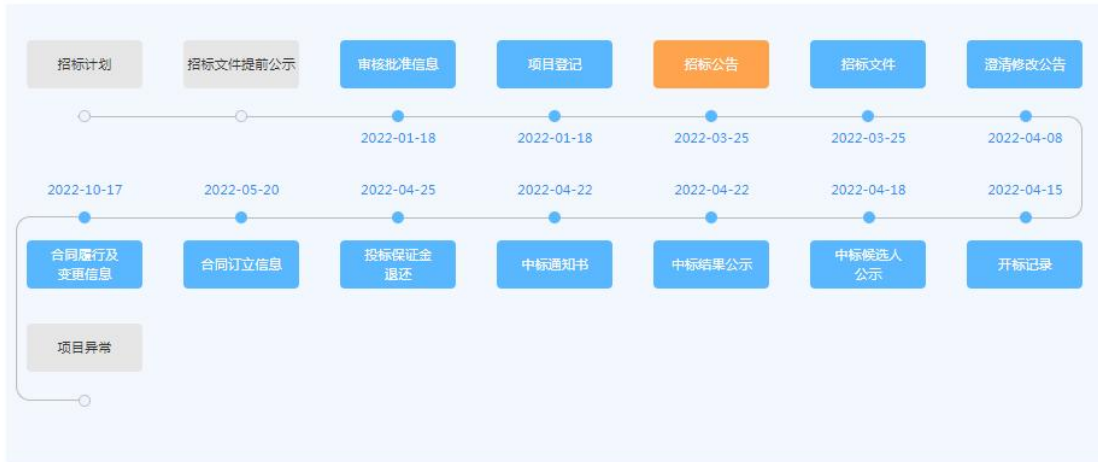 招标计划
招标文件提前公示
审核批准信息
项目登记
招标公告
招标文件
澄清修改公告
2022-01-18
2022-01-18
2022-03-25
2022-03-25
2022-04-08
2022-10-17
2022-05-20
2022-04-25
2022-04-22
2022-04-22
2022-04-18
2022-04-15
合同履行及
变更信息
合同订立信息
投标保证金
退还
中标通知书
中标结果公示
中标候选人
公示
开标记录
项目异常